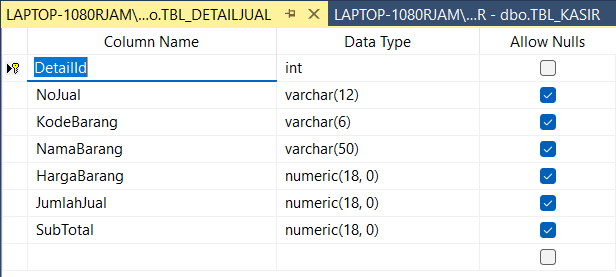 LAPTOP-1080RJAM\...o.TBL_DETAILJUAL LAPTOP-1080RJAM\...R - dbo.TBL_KASIR
Column Name Data Type Allow Nulls
DetailId int
NoJual varchar(12)
KodeBarang varchar(6)
NamaBarang varchar(50)
HargaBarang numeric(18, 0)
JumlahJual numeric(18, 0)
SubTotal numeric(18, 0)